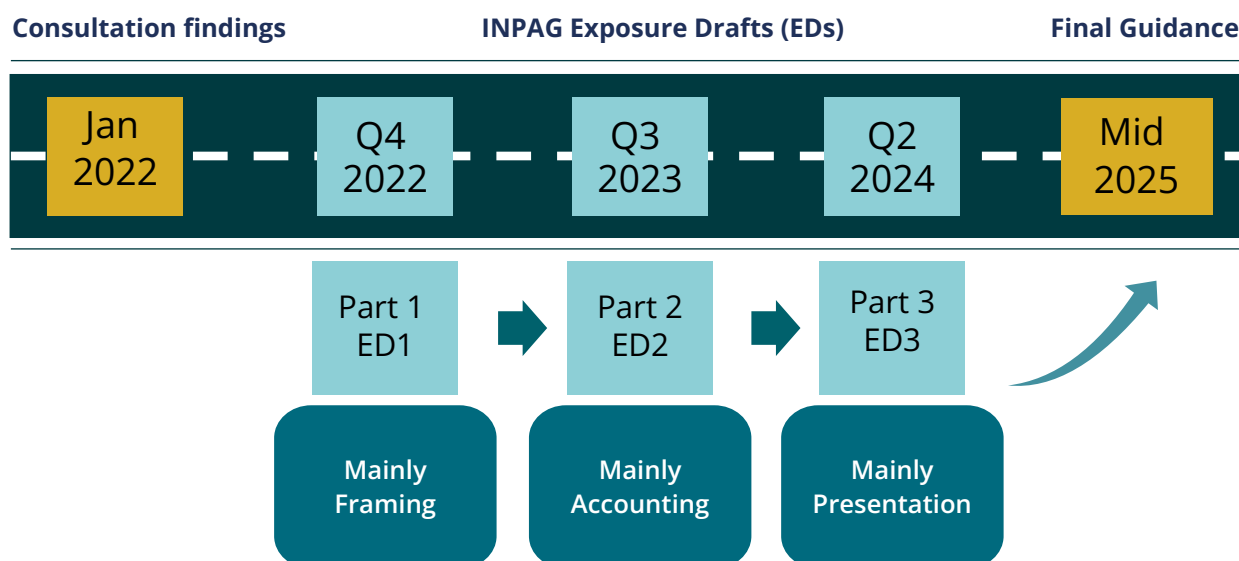 Consultation findings
INPAG Exposure Drafts (EDs)
Final Guidance
Jan
2022
Q4
2022
Q3
2023
Q2
2024
Mid
2025
Part 1
ED1
Part 2
ED2
Part 3
ED3
Mainly
Framing
Mainly
Accounting
Mainly
Presentation